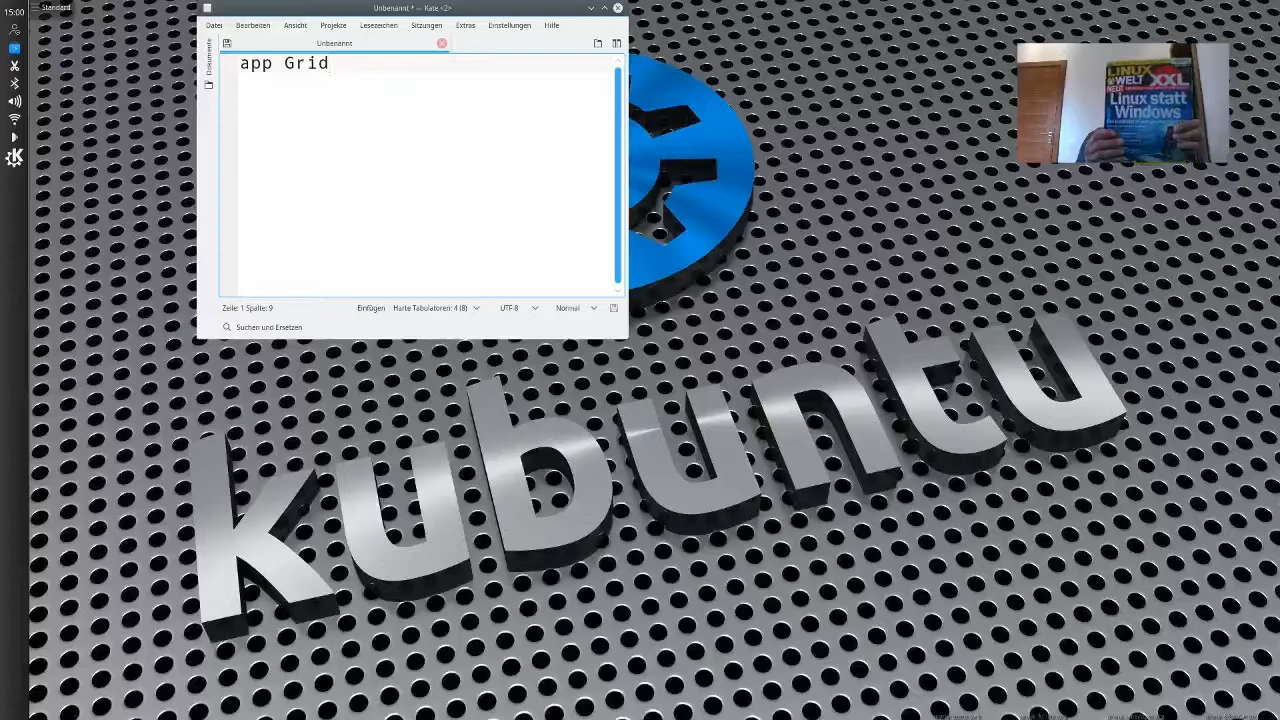 15:00
Standard
Unbenannt * — Kate <2>
Datei Bearbeiten Ansicht Projekte Lesezeichen Sitzungen Extras Einstellungen Hilfe
Unbenannt
Dokumente
app Grid
Zeile: 1 Spalte: 9 Einfügen Harte Tabulatoren: 4 (8) UTF-8 Normal
Suchen und Ersetzen
LINUX
WELT XXL
NEU
Linux statt
Windows
kubuntu